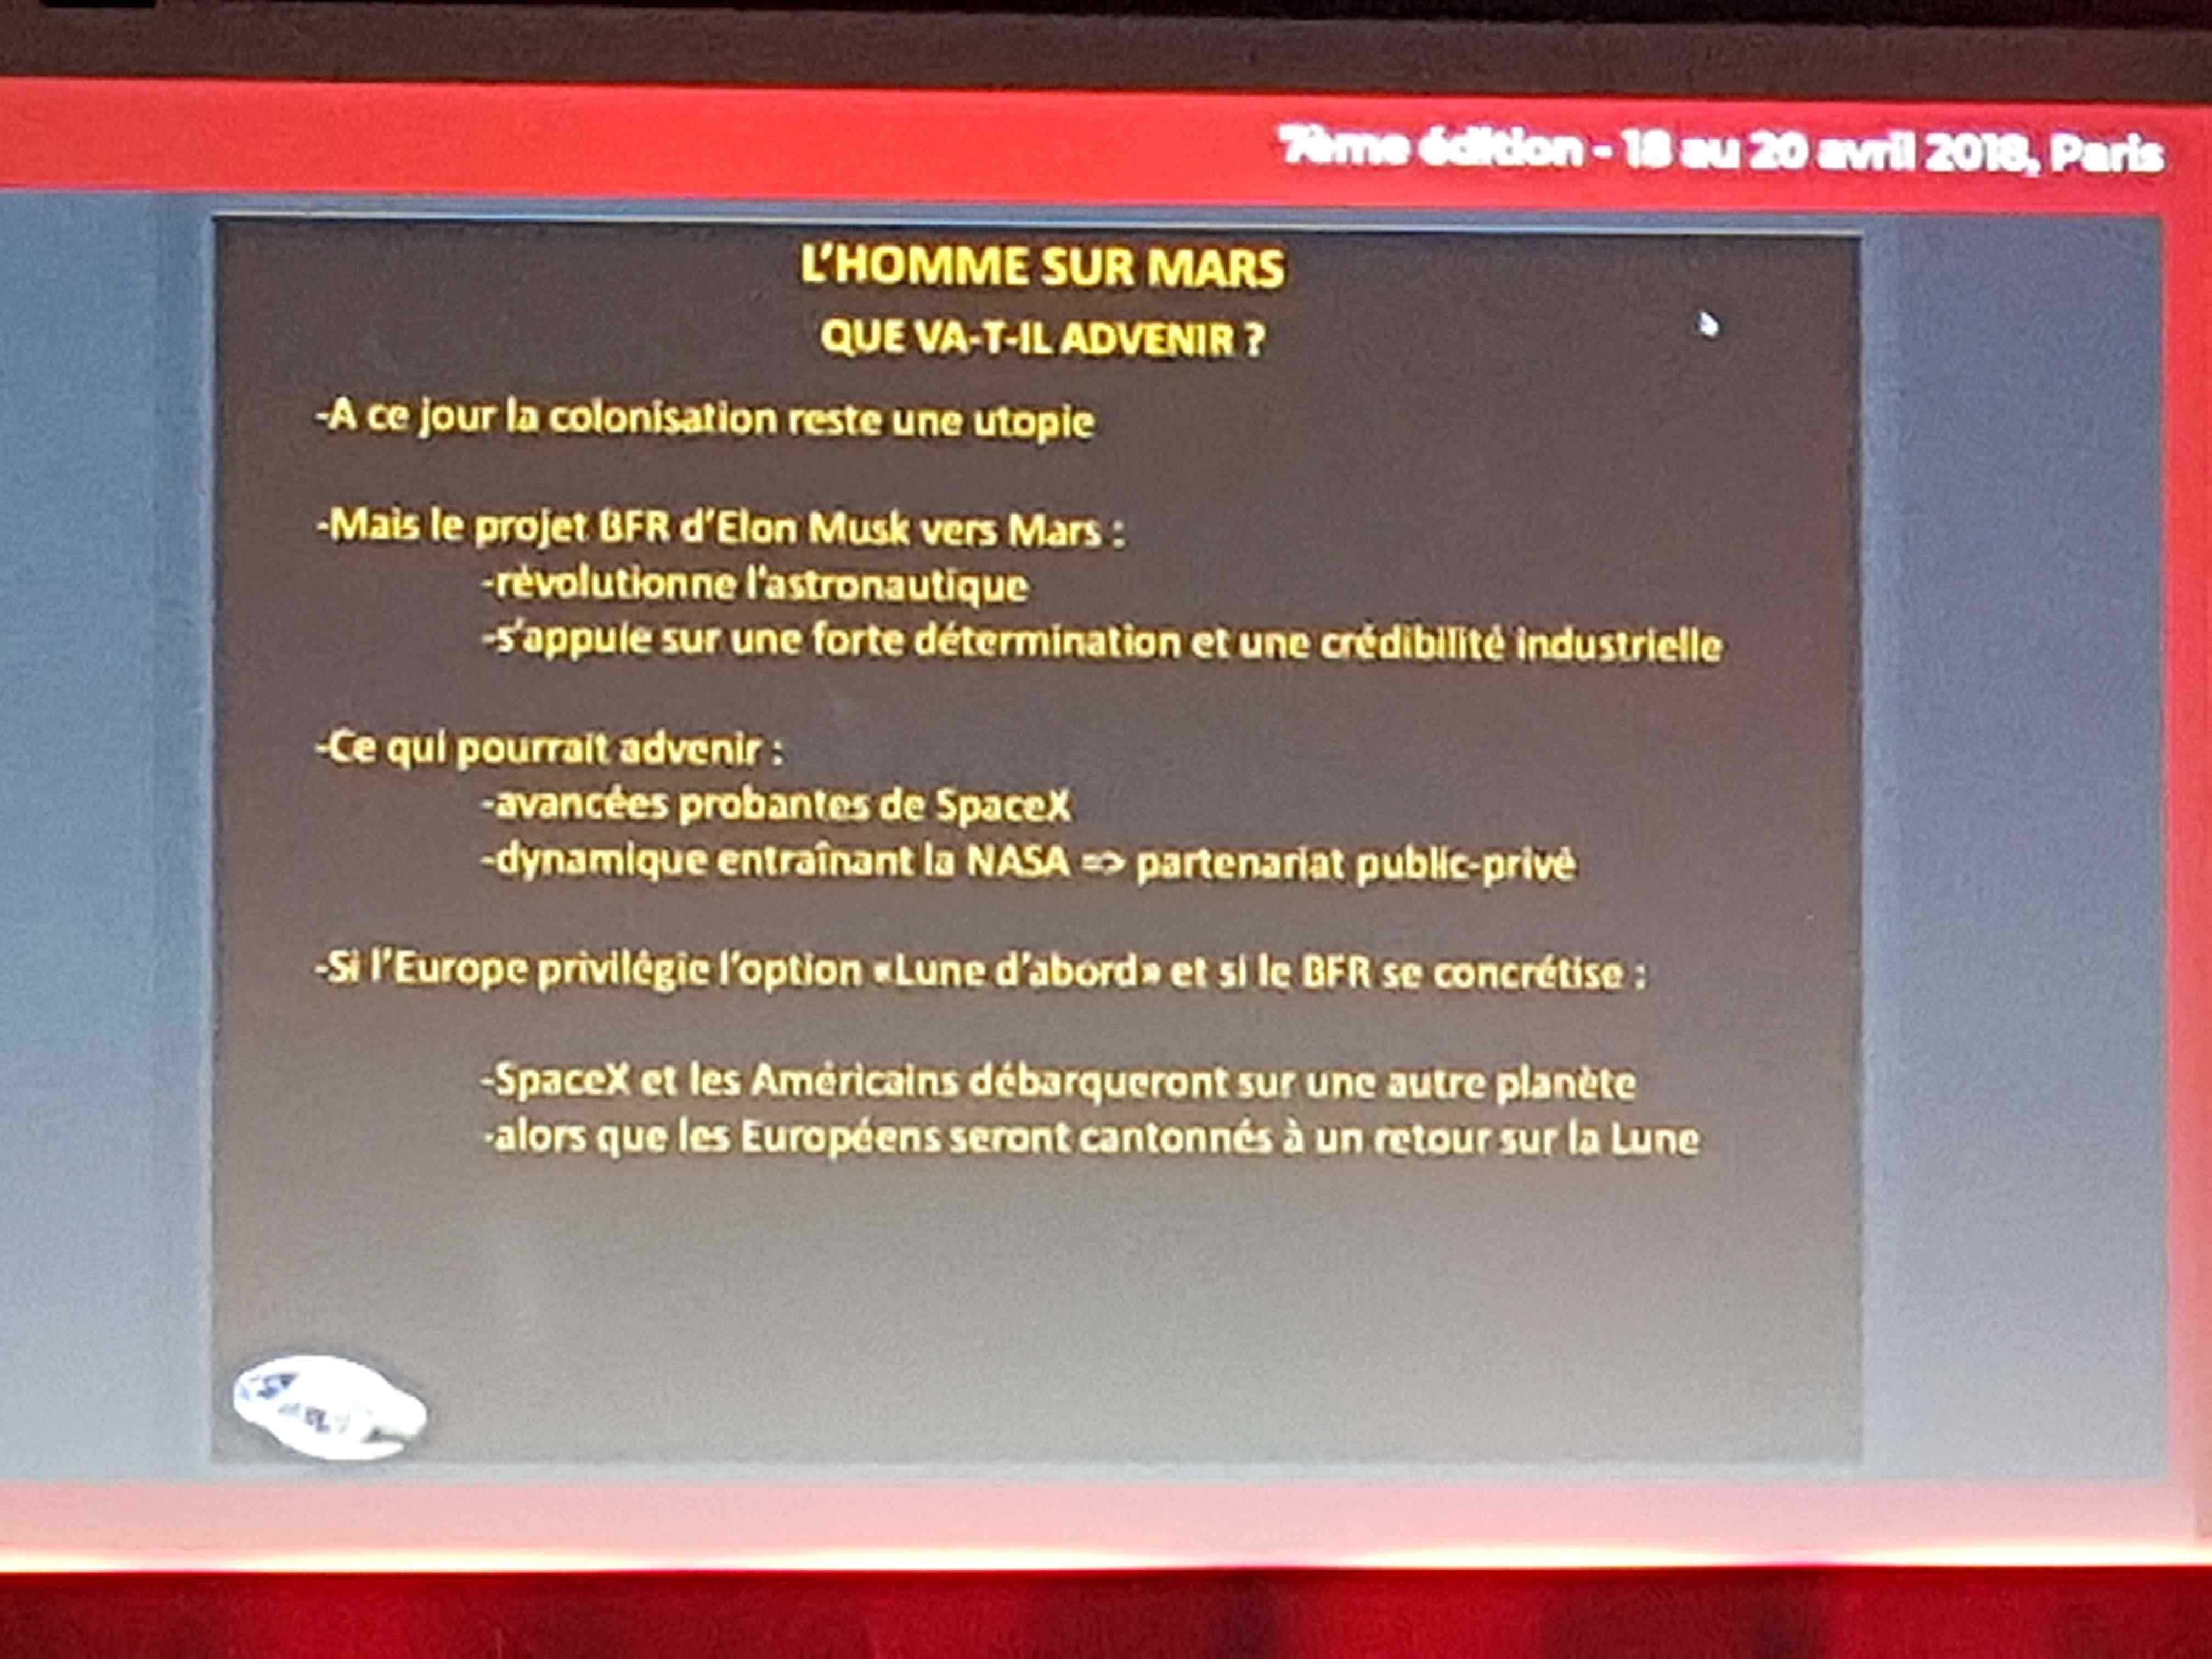 7ème édition - 18 au 20 avril 2018, Paris
L'HOMME SUR MARS
QUE VA-T-IL ADVENIR ?
-A ce jour la colonisation reste une utopie
-Mais le projet BFR d'Elon Musk vers Mars :
-révolutionne l'astronautique
-s'appuie sur une forte détermination et une crédibilité industrielle
-Ce qui pourrait advenir :
-avancées probantes de SpaceX
-dynamique entraînant la NASA => partenariat public-privé
-Si l'Europe privilégie l'option «Lune d'abord» et si le BFR se concrétise :
-SpaceX et les Américains débarqueront sur une autre planète
-alors que les Européens seront cantonnés à un retour sur la Lune